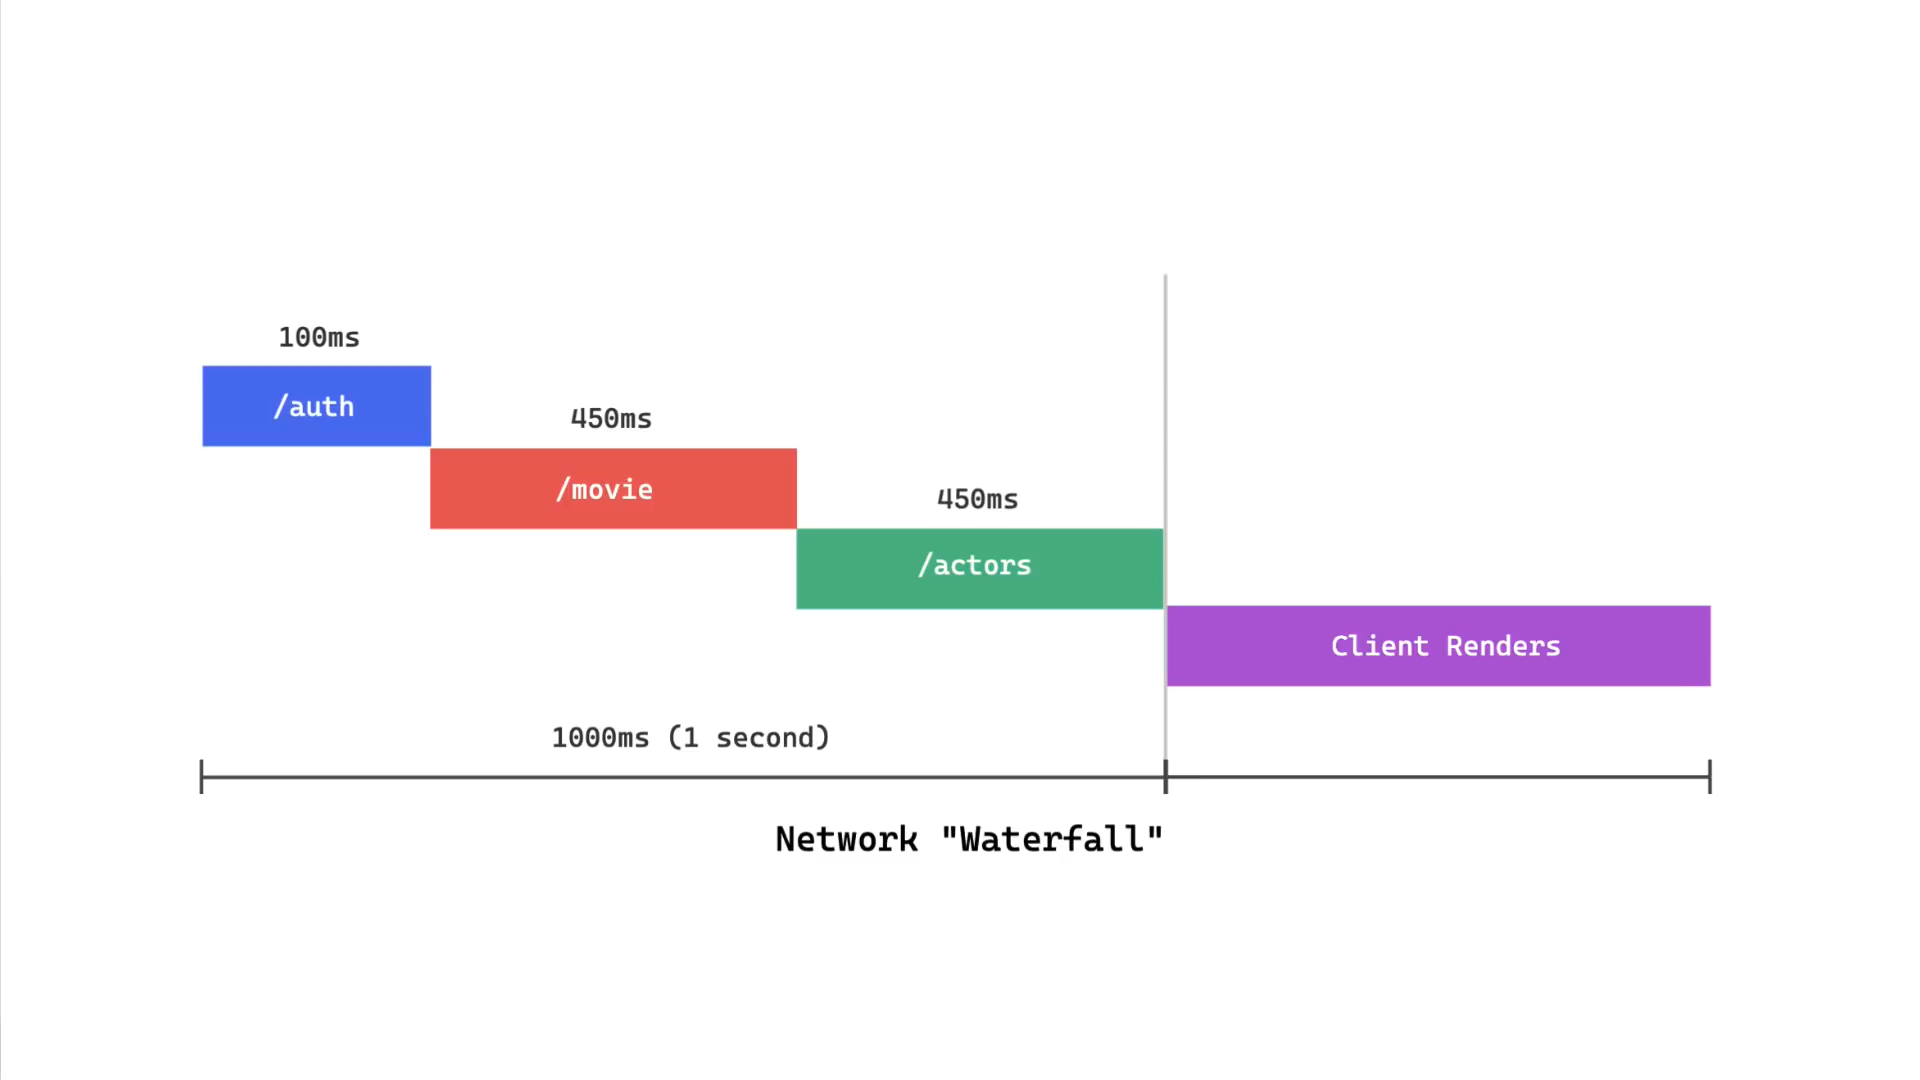 100ms
/auth
450ms
/movie
450ms
/actors
Client Renders
1000ms (1 second)
Network "Waterfall"